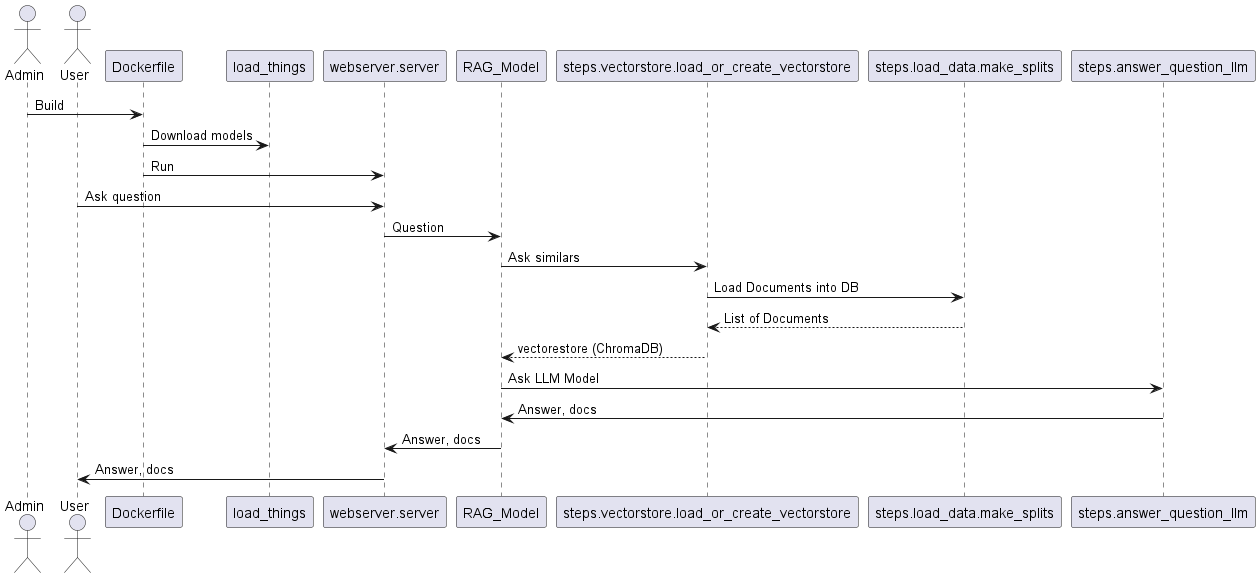 Admin User Dockerfile load_things webserver.server RAG_Model steps.vectorstore.load_or_create_vectorstore steps.load_data.make_splits steps.answer_question_llm
Build
Download models
Run
Ask question
Question
Ask similars
Load Documents into DB
List of Documents
vectorestore (ChromaDB)
Ask LLM Model
Answer, docs
Answer, docs
Answer, docs
Admin User Dockerfile load_things webserver.server RAG_Model steps.vectorstore.load_or_create_vectorstore steps.load_data.make_splits steps.answer_question_llm